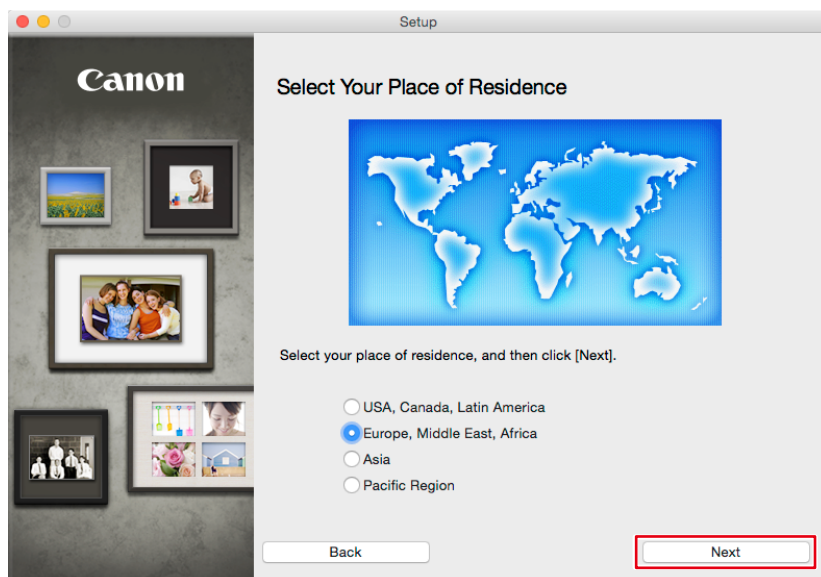 Setup
Canon
Select Your Place of Residence
Select your place of residence, and then click [Next].
USA, Canada, Latin America
Europe, Middle East, Africa
Asia
Pacific Region
Back
Next